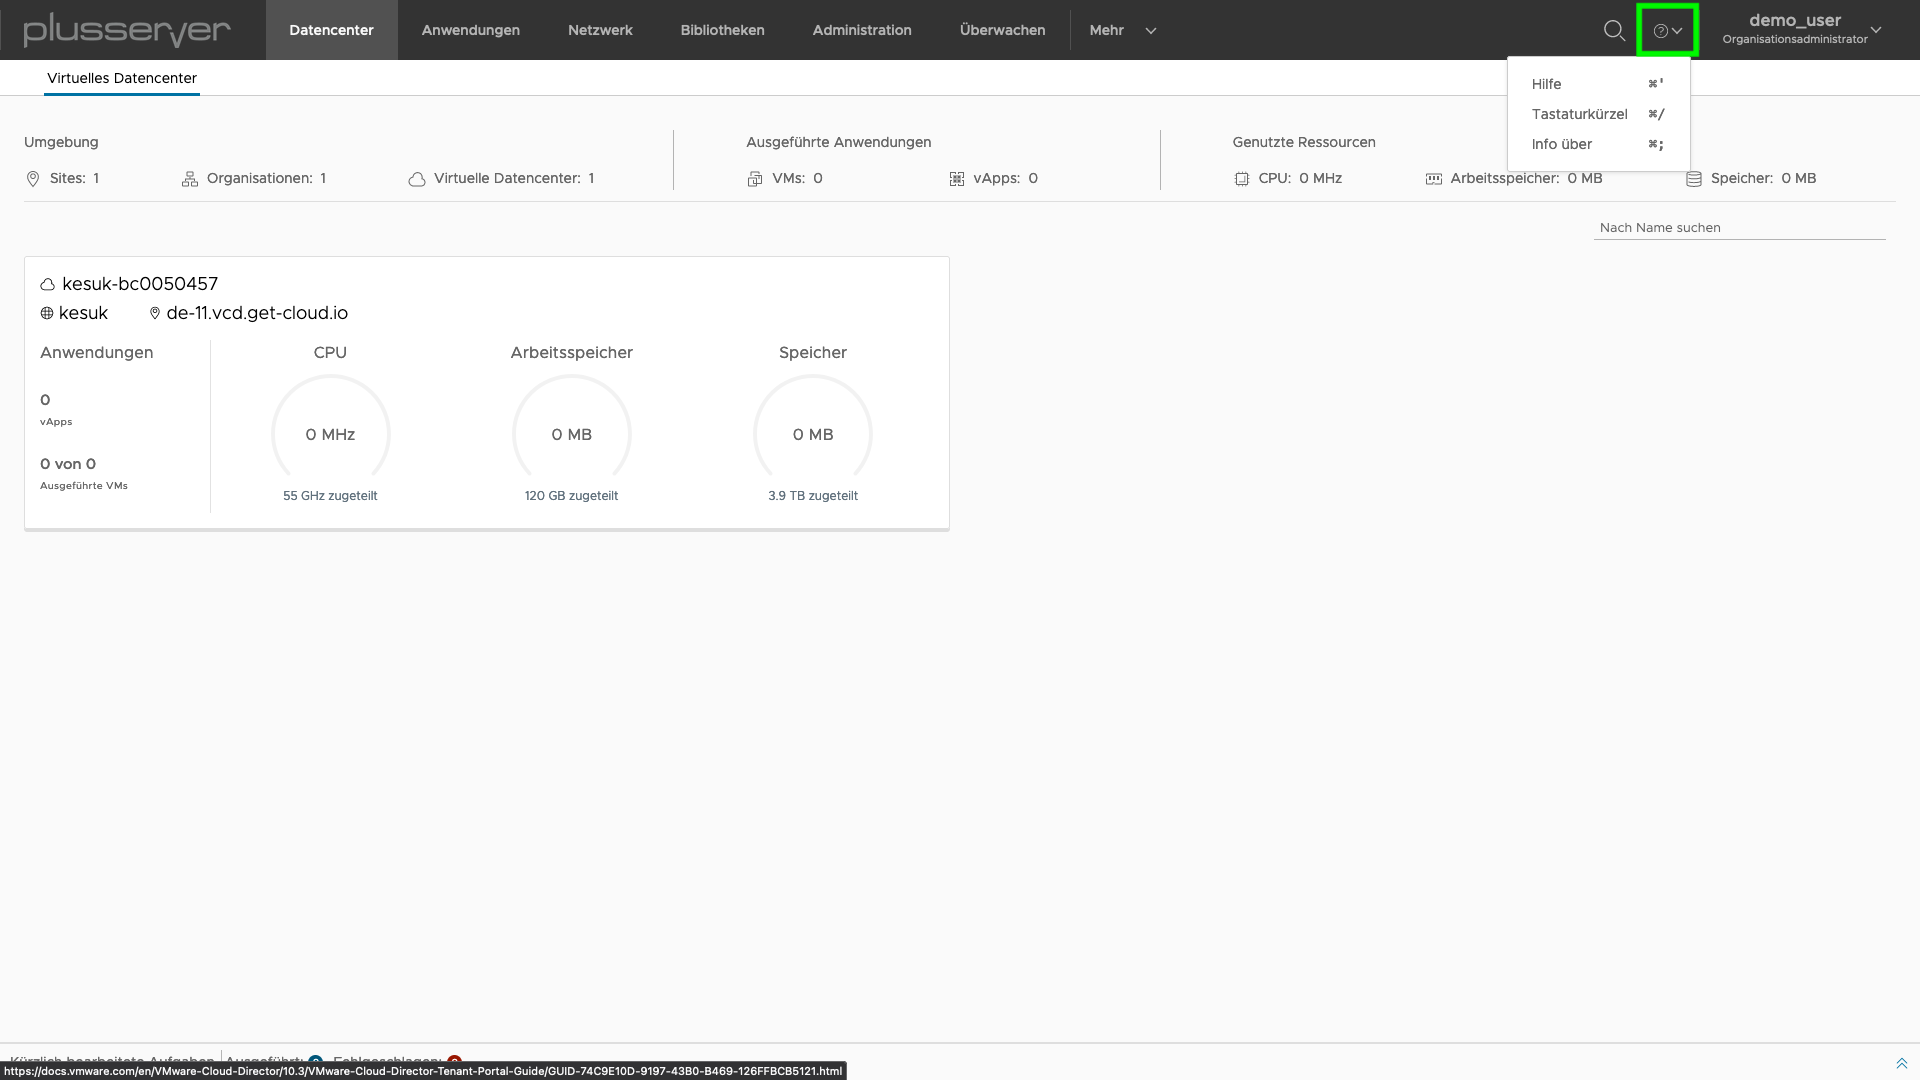 plusserver
Datencenter Anwendungen Netzwerk Bibliotheken Administration Überwachen Mehr
demo_user
Organisationsadministrator
Virtuelles Datencenter
Hilfe ⌘'
Tastaturkürzel ⌘/
Info über ⌘;
Umgebung Ausgeführte Anwendungen Genutzte Ressourcen
Sites: 1 Organisationen: 1 Virtuelle Datencenter: 1 VMs: 0 vApps: 0 CPU: 0 MHz Arbeitsspeicher: 0 MB Speicher: 0 MB
Nach Name suchen
kesuk-bc0050457
kesuk de-11.vcd.get-cloud.io
Anwendungen CPU Arbeitsspeicher Speicher
0
vApps
0 MHz 0 MB 0 MB
0 von 0
Ausgeführte VMs
55 GHz zugeteilt 120 GB zugeteilt 3.9 TB zugeteilt
Kürzlich bearbeitete Aufgaben Ausgeführt: 0 Fehlgeschlagen: 0
https://docs.vmware.com/en/VMware-Cloud-Director/10.3/VMware-Cloud-Director-Tenant-Portal-Guide/GUID-74C9E10D-9197-43B0-B469-126FFBCB5121.html